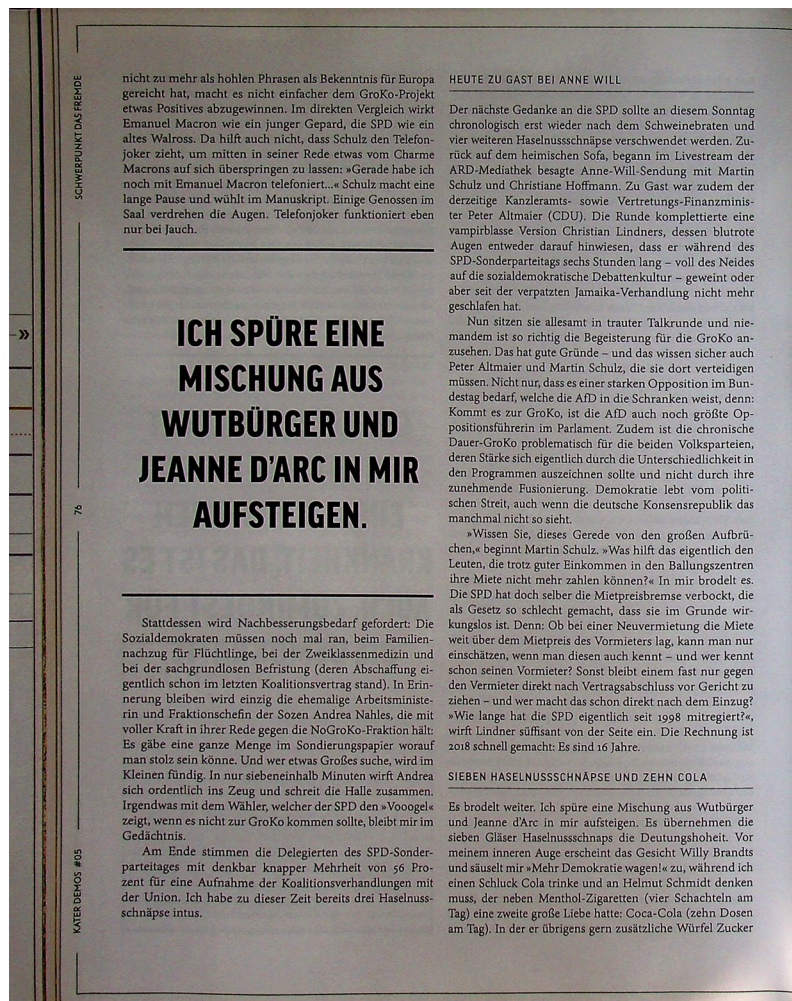 SCHWERPUNKT DAS FREMDE
76
KATER DEMOS #05
»
nicht zu mehr als hohlen Phrasen als Bekenntnis für Europa
gereicht hat, macht es nicht einfacher dem GroKo-Projekt
etwas Positives abzugewinnen. Im direkten Vergleich wirkt
Emanuel Macron wie ein junger Gepard, die SPD wie ein
altes Walross. Da hilft auch nicht, dass Schulz den Telefon-
joker zieht, um mitten in seiner Rede etwas vom Charme
Macrons auf sich überspringen zu lassen: »Gerade habe ich
noch mit Emanuel Macron telefoniert...« Schulz macht eine
lange Pause und wühlt im Manuskript. Einige Genossen im
Saal verdrehen die Augen. Telefonjoker funktioniert eben
nur bei Jauch.
ICH SPÜRE EINE
MISCHUNG AUS
WUTBÜRGER UND
JEANNE D'ARC IN MIR
AUFSTEIGEN.
Stattdessen wird Nachbesserungsbedarf gefordert: Die
Sozialdemokraten müssen noch mal ran, beim Familien-
nachzug für Flüchtlinge, bei der Zweiklassenmedizin und
bei der sachgrundlosen Befristung (deren Abschaffung ei-
gentlich schon im letzten Koalitionsvertrag stand). In Erin-
nerung bleiben wird einzig die ehemalige Arbeitsministe-
rin und Fraktionschefin der Sozen Andrea Nahles, die mit
voller Kraft in ihrer Rede gegen die NoGroKo-Fraktion hält:
Es gäbe eine ganze Menge im Sondierungspapier worauf
man stolz sein könne. Und wer etwas Großes suche, wird im
Kleinen fündig. In nur siebeneinhalb Minuten wirft Andrea
sich ordentlich ins Zeug und schreit die Halle zusammen.
Irgendwas mit dem Wähler, welcher der SPD den »Vooogel«
zeigt, wenn es nicht zur GroKo kommen sollte, bleibt mir im
Gedächtnis.
Am Ende stimmen die Delegierten des SPD-Sonder-
parteitages mit denkbar knapper Mehrheit von 56 Pro-
zent für eine Aufnahme der Koalitionsverhandlungen mit
der Union. Ich habe zu dieser Zeit bereits drei Haselnuss-
schnäpse intus.
HEUTE ZU GAST BEI ANNE WILL
Der nächste Gedanke an die SPD sollte an diesem Sonntag
chronologisch erst wieder nach dem Schweinebraten und
vier weiteren Haselnussschnäpse verschwendet werden. Zu-
rück auf dem heimischen Sofa, begann im Livestream der
ARD-Mediathek besagte Anne-Will-Sendung mit Martin
Schulz und Christiane Hoffmann. Zu Gast war zudem der
derzeitige Kanzleramts- sowie Vertretungs-Finanzminis-
ter Peter Altmaier (CDU). Die Runde komplettierte eine
vampirblasse Version Christian Lindners, dessen blutrote
Augen entweder darauf hinwiesen, dass er während des
SPD-Sonderparteitags sechs Stunden lang – voll des Neides
auf die sozialdemokratische Debattenkultur – geweint oder
aber seit der verpatzten Jamaika-Verhandlung nicht mehr
geschlafen hat.
Nun sitzen sie allesamt in trauter Talkrunde und nie-
mandem ist so richtig die Begeisterung für die GroKo an-
zusehen. Das hat gute Gründe – und das wissen sicher auch
Peter Altmaier und Martin Schulz, die sie dort verteidigen
müssen. Nicht nur, dass es einer starken Opposition im Bun-
destag bedarf, welche die AfD in die Schranken weist, denn:
Kommt es zur GroKo, ist die AfD auch noch größte Op-
positionsführerin im Parlament. Zudem ist die chronische
Dauer-GroKo problematisch für die beiden Volksparteien,
deren Stärke sich eigentlich durch die Unterschiedlichkeit in
den Programmen auszeichnen sollte und nicht durch ihre
zunehmende Fusionierung. Demokratie lebt vom politi-
schen Streit, auch wenn die deutsche Konsensrepublik das
manchmal nicht so sieht.
»Wissen Sie, dieses Gerede von den großen Aufbrü-
chen,« beginnt Martin Schulz. »Was hilft das eigentlich den
Leuten, die trotz guter Einkommen in den Ballungszentren
ihre Miete nicht mehr zahlen können?« In mir brodelt es.
Die SPD hat doch selber die Mietpreisbremse verbockt, die
als Gesetz so schlecht gemacht, dass sie im Grunde wir-
kungslos ist. Denn: Ob bei einer Neuvermietung die Miete
weit über dem Mietpreis des Vormieters lag, kann man nur
einschätzen, wenn man diesen auch kennt – und wer kennt
schon seinen Vormieter? Sonst bleibt einem fast nur gegen
den Vermieter direkt nach Vertragsabschluss vor Gericht zu
ziehen – und wer macht das schon direkt nach dem Einzug?
»Wie lange hat die SPD eigentlich seit 1998 mitregiert?«,
wirft Lindner süffisant von der Seite ein. Die Rechnung ist
2018 schnell gemacht: Es sind 16 Jahre.
SIEBEN HASELNUSSSCHNÄPSE UND ZEHN COLA
Es brodelt weiter. Ich spüre eine Mischung aus Wutbürger
und Jeanne d'Arc in mir aufsteigen. Es übernehmen die
sieben Gläser Haselnussschnaps die Deutungshoheit. Vor
meinem inneren Auge erscheint das Gesicht Willy Brandts
und säuselt mir »Mehr Demokratie wagen!« zu, während ich
einen Schluck Cola trinke und an Helmut Schmidt denken
muss, der neben Menthol-Zigaretten (vier Schachteln am
Tag) eine zweite große Liebe hatte: Coca-Cola (zehn Dosen
am Tag). In der er übrigens gern zusätzliche Würfel Zucker